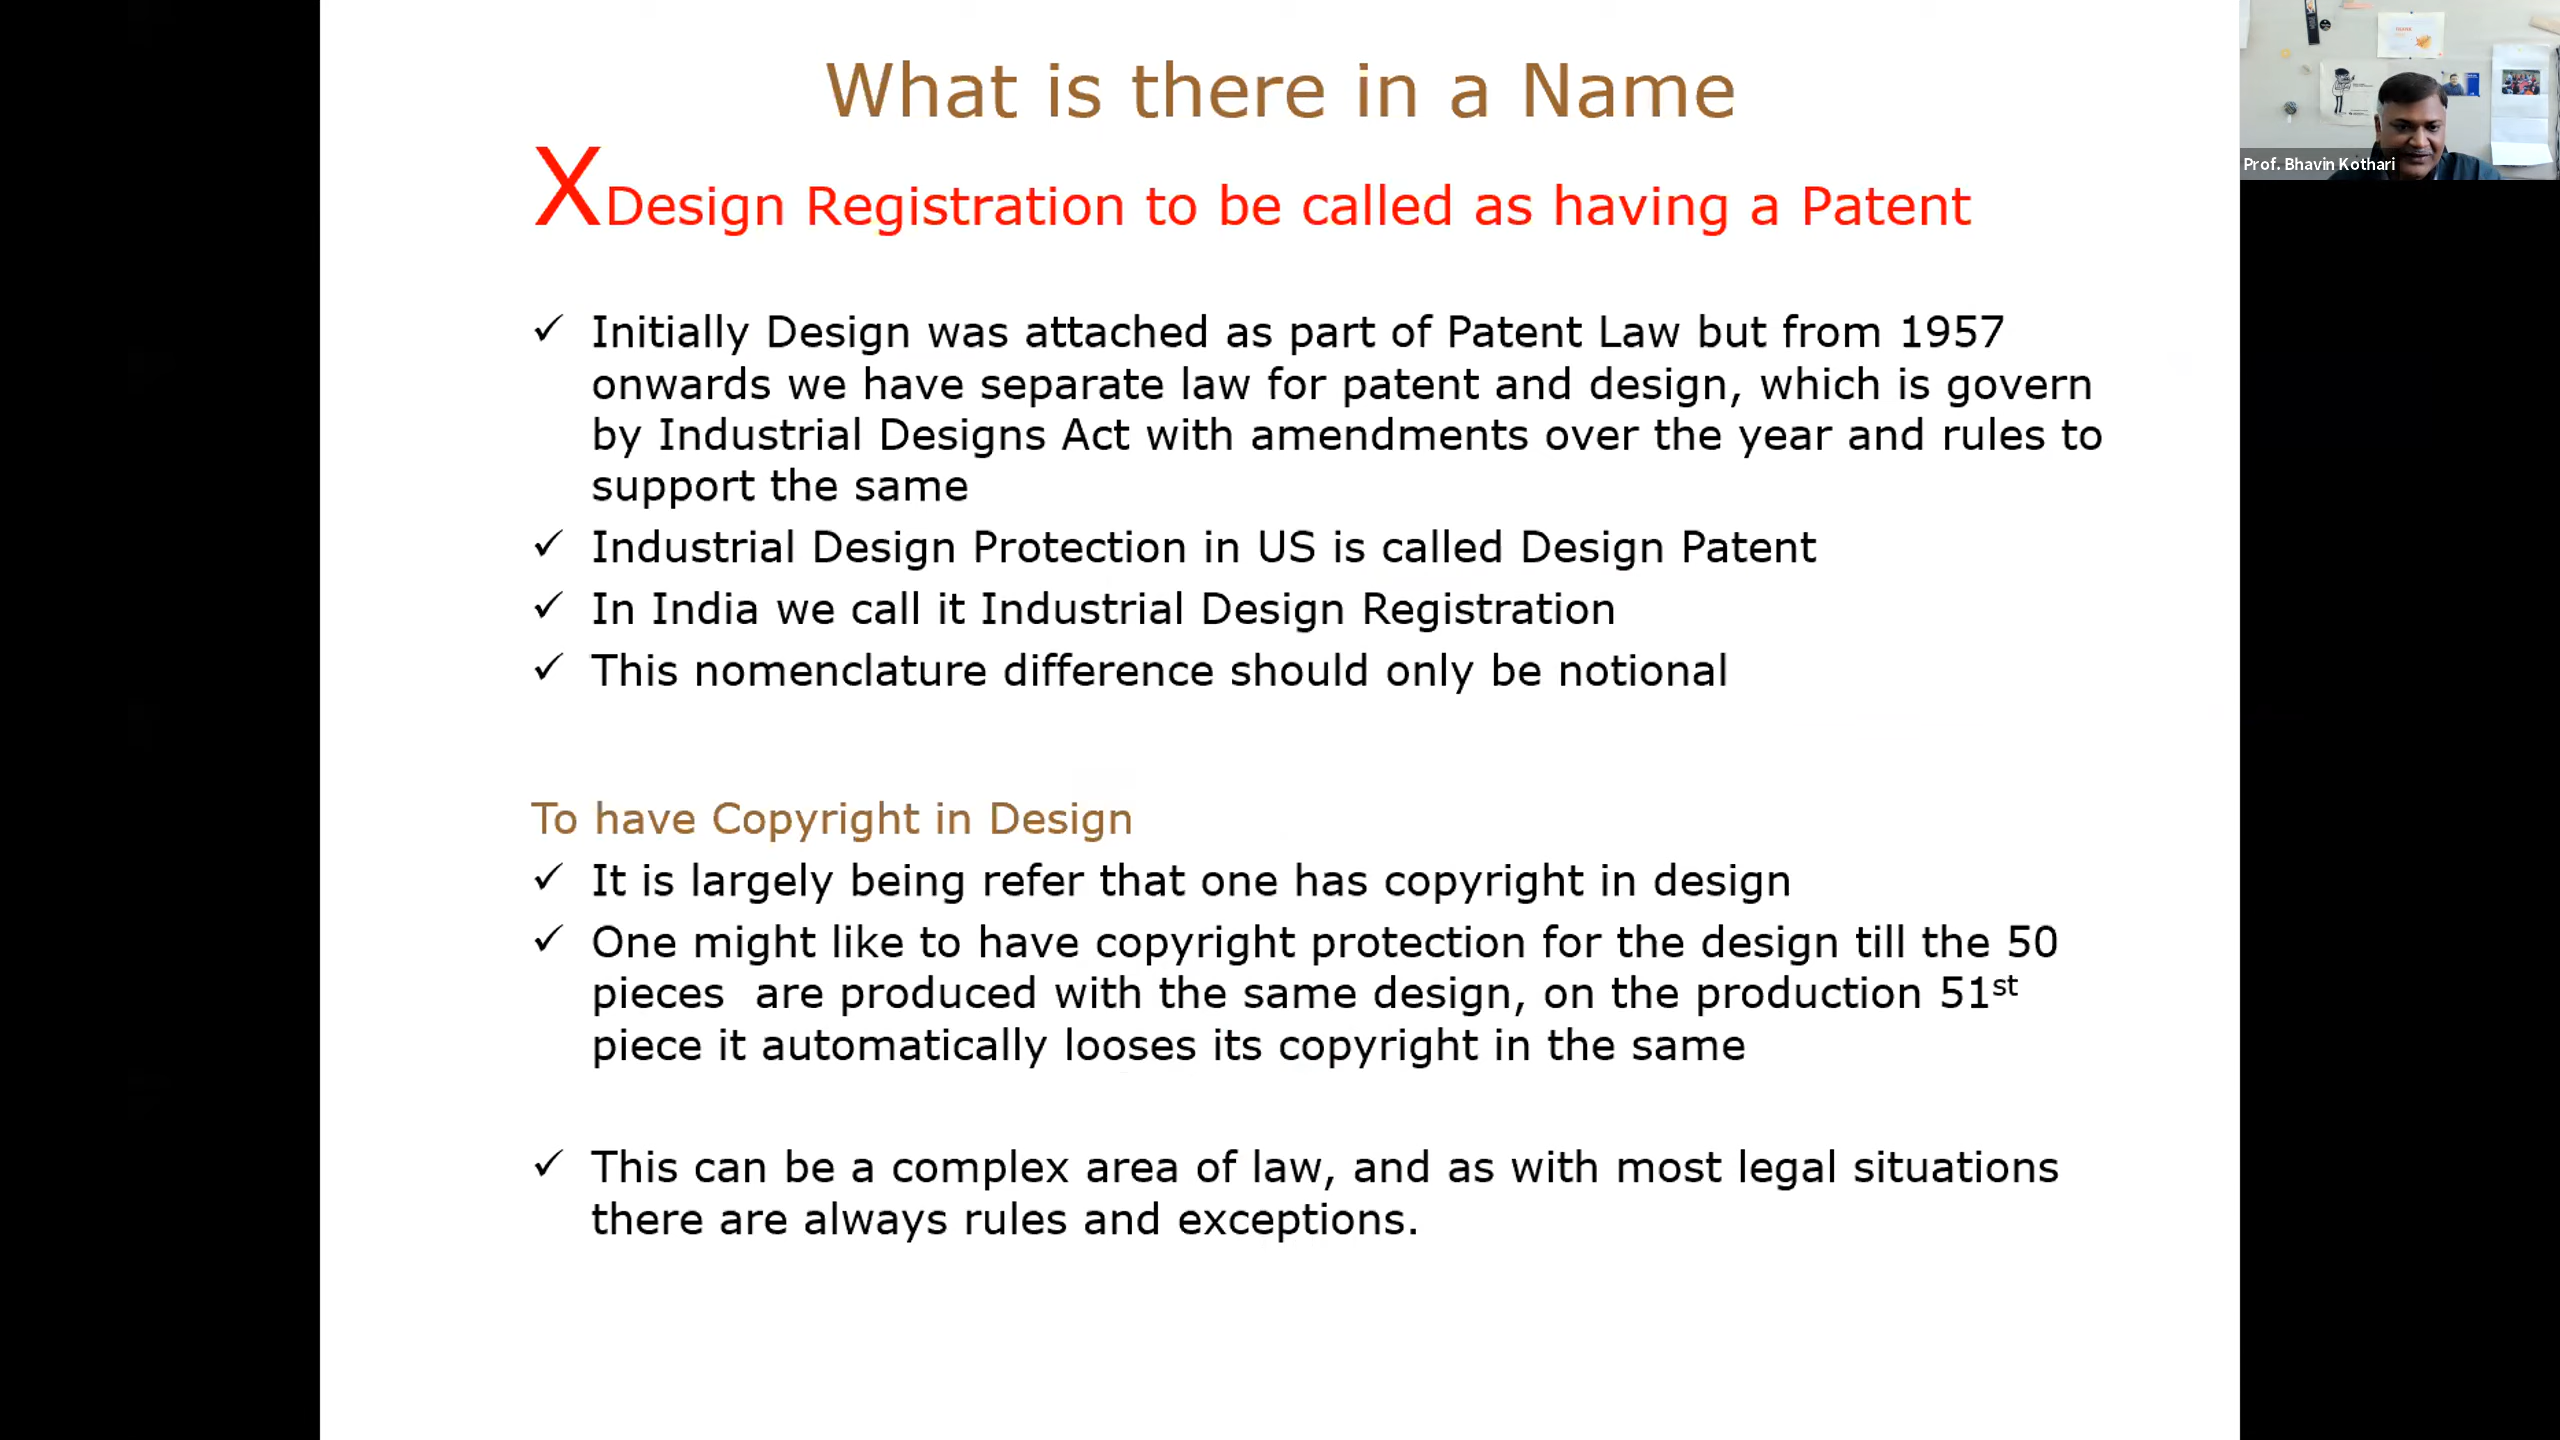 What is there in a Name
X Design Registration to be called as having a Patent
✓ Initially Design was attached as part of Patent Law but from 1957
onwards we have separate law for patent and design, which is govern
by Industrial Designs Act with amendments over the year and rules to
support the same
✓ Industrial Design Protection in US is called Design Patent
✓ In India we call it Industrial Design Registration
✓ This nomenclature difference should only be notional
To have Copyright in Design
✓ It is largely being refer that one has copyright in design
✓ One might like to have copyright protection for the design till the 50
pieces are produced with the same design, on the production 51st
piece it automatically looses its copyright in the same
✓ This can be a complex area of law, and as with most legal situations
there are always rules and exceptions.
Prof. Bhavin Kothari